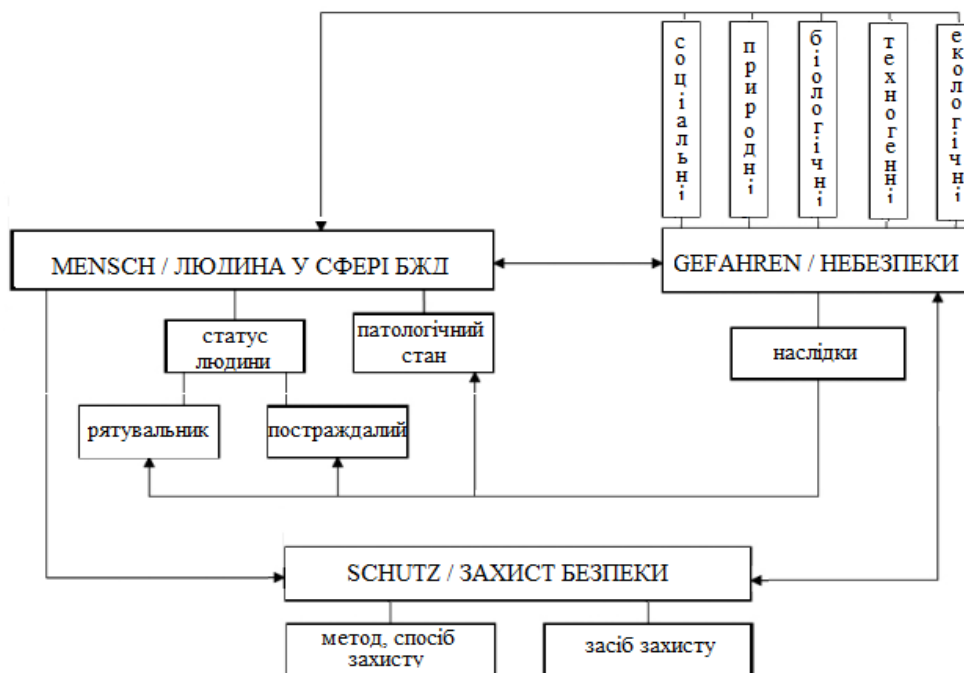 соціальні
природні
біологічні
техногенні
екологічні
MENSCH / ЛЮДИНА У СФЕРІ БЖД
GEFAHREN / НЕБЕЗПЕКИ
статус
людини
патологічний
стан
наслідки
рятувальник
постраждалий
SCHUTZ / ЗАХИСТ БЕЗПЕКИ
метод, спосіб
захисту
засіб захисту